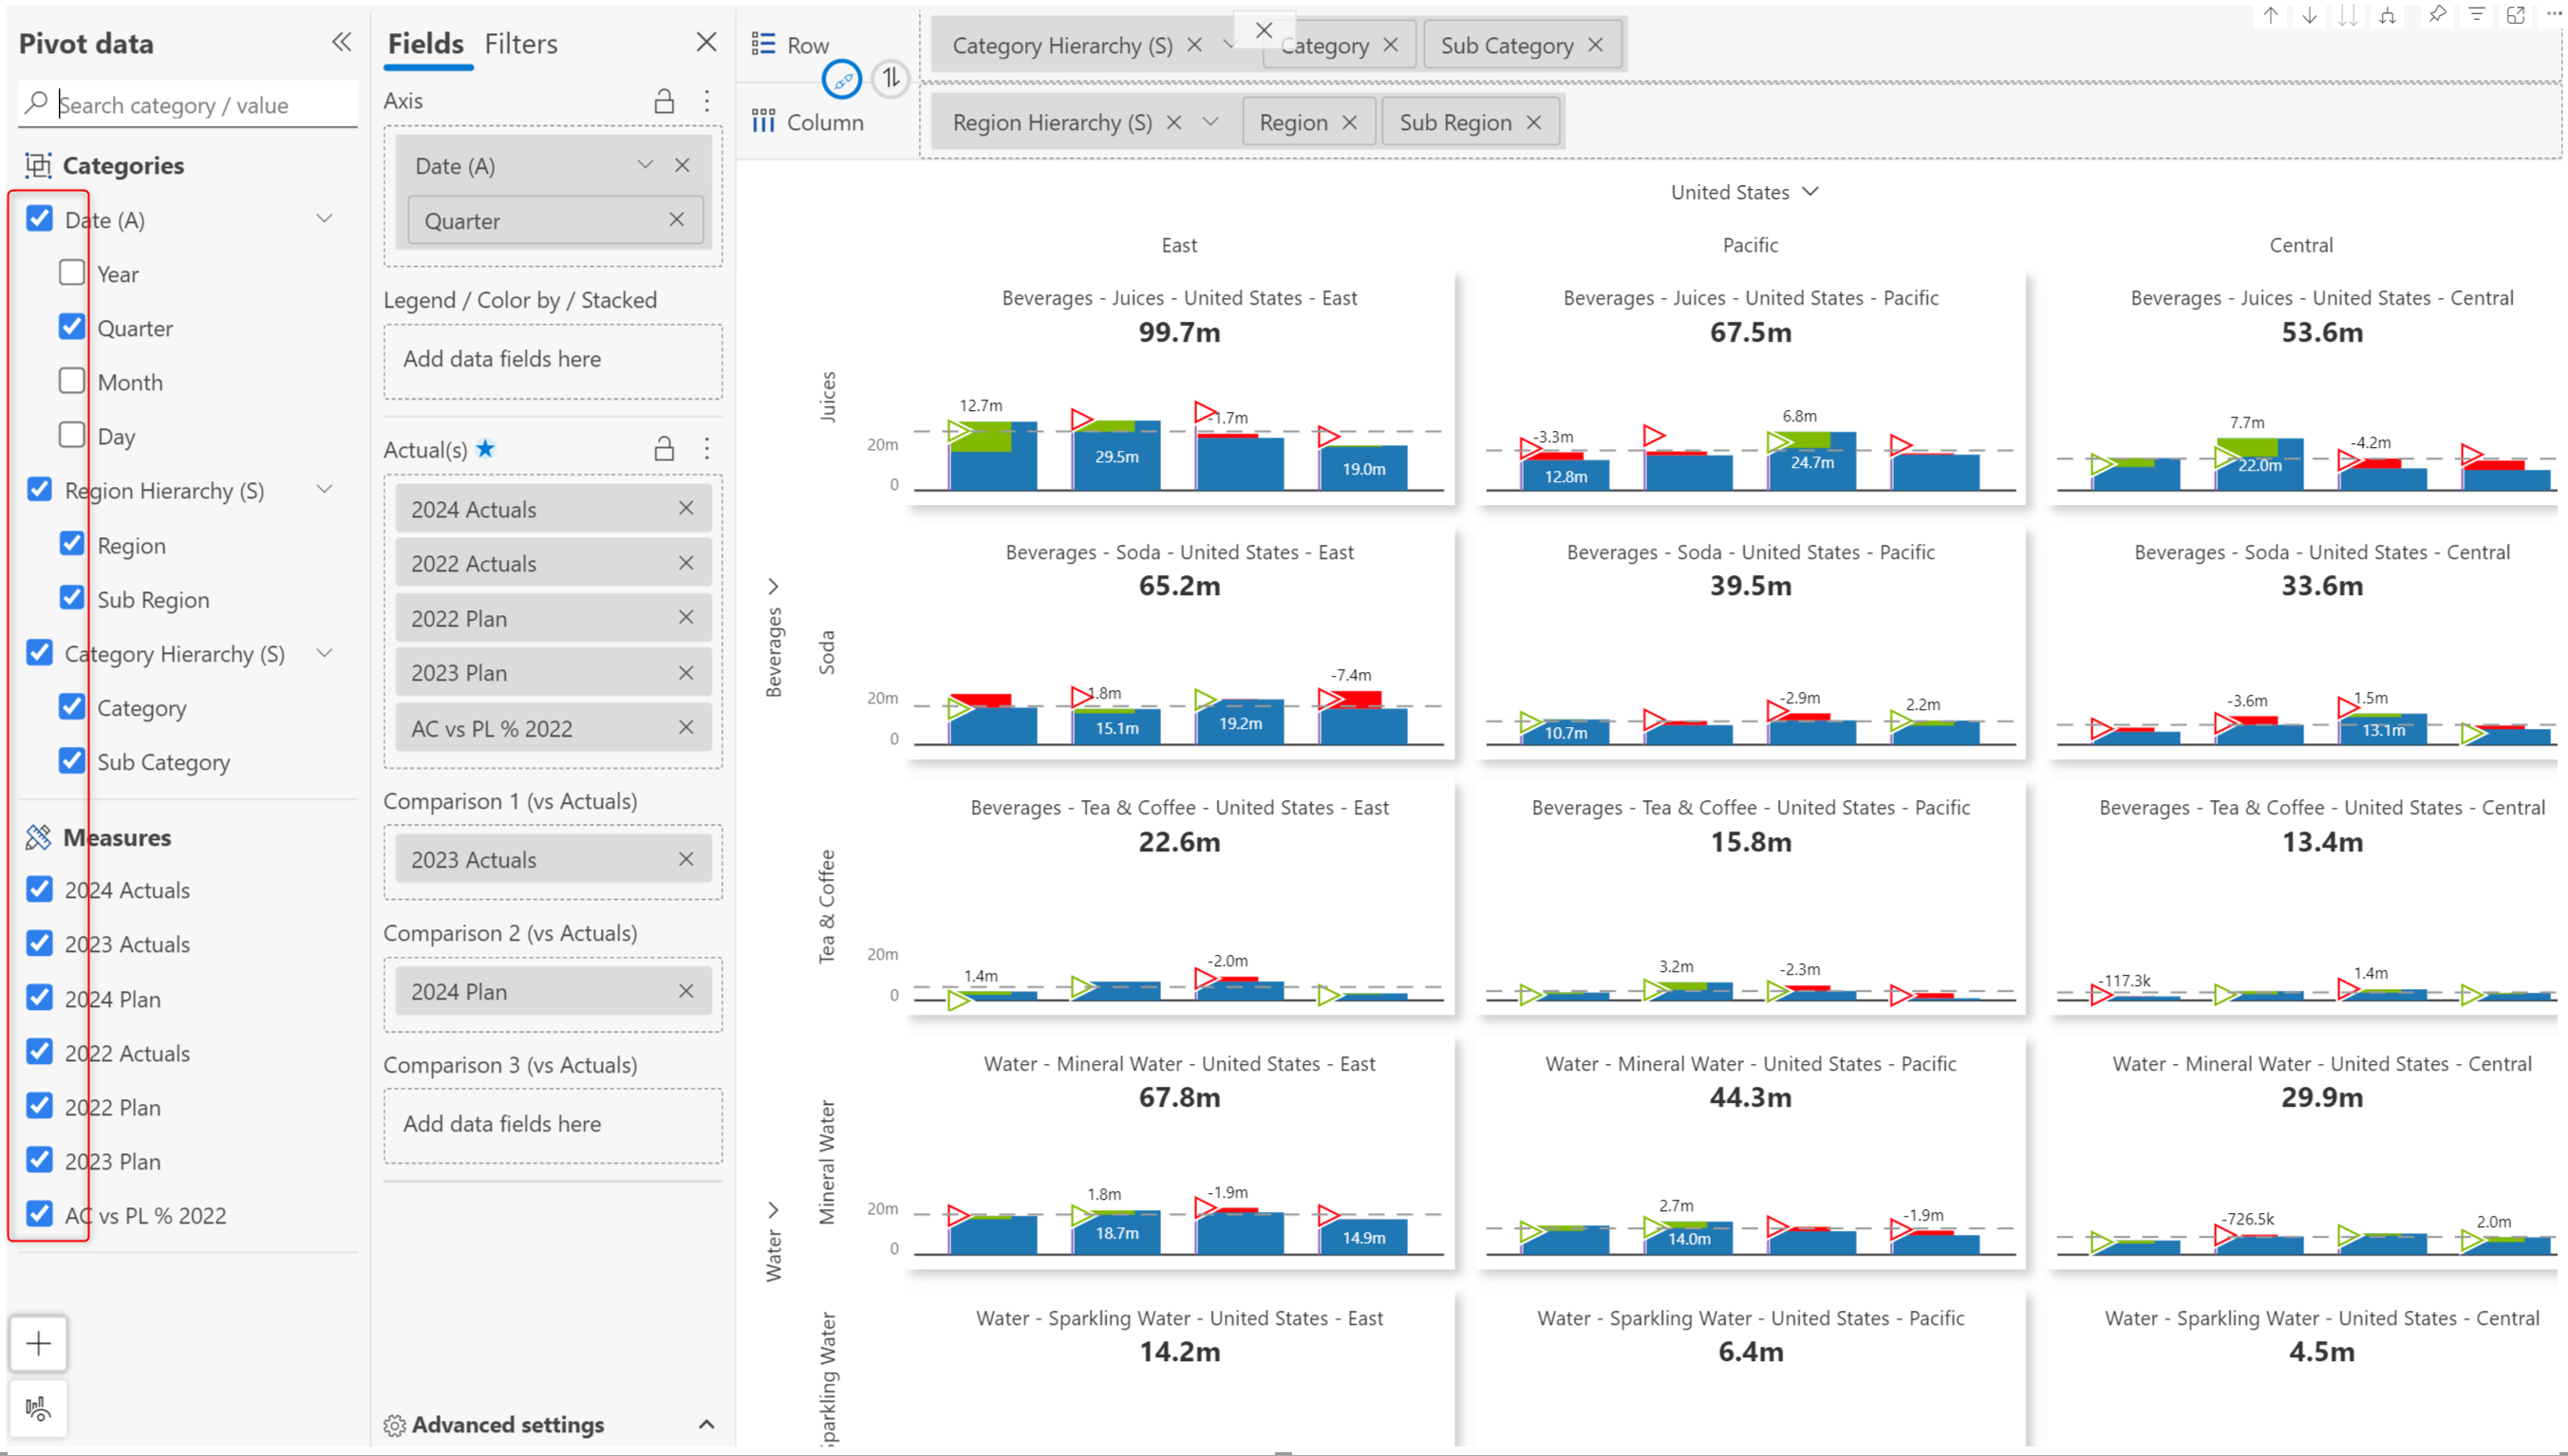 Pivot data
Search category / value
Categories
Date (A)
Year
Quarter
Month
Day
Region Hierarchy (S)
Region
Sub Region
Category Hierarchy (S)
Category
Sub Category
Measures
2024 Actuals
2023 Actuals
2024 Plan
2022 Actuals
2022 Plan
2023 Plan
AC vs PL % 2022
Fields Filters
Axis
Date (A)
Quarter
Legend / Color by / Stacked
Add data fields here
Actual(s)
2024 Actuals
2022 Actuals
2022 Plan
2023 Plan
AC vs PL % 2022
Comparison 1 (vs Actuals)
2023 Actuals
Comparison 2 (vs Actuals)
2024 Plan
Comparison 3 (vs Actuals)
Add data fields here
Advanced settings
Row
Category Hierarchy (S) Category Sub Category
Column
Region Hierarchy (S) Region Sub Region
United States
East Pacific Central
Beverages
Juices
Beverages - Juices - United States - East
99.7m
20m
0
12.7m
29.5m
-1.7m
19.0m
Beverages - Juices - United States - Pacific
67.5m
-3.3m
12.8m
6.8m
24.7m
Beverages - Juices - United States - Central
53.6m
7.7m
22.0m
-4.2m
Soda
Beverages - Soda - United States - East
65.2m
20m
0
1.8m
15.1m
19.2m
-7.4m
Beverages - Soda - United States - Pacific
39.5m
10.7m
-2.9m
2.2m
Beverages - Soda - United States - Central
33.6m
-3.6m
1.5m
13.1m
Tea & Coffee
Beverages - Tea & Coffee - United States - East
22.6m
20m
0
1.4m
-2.0m
Beverages - Tea & Coffee - United States - Pacific
15.8m
3.2m
-2.3m
Beverages - Tea & Coffee - United States - Central
13.4m
-117.3k
1.4m
Water
Mineral Water
Water - Mineral Water - United States - East
67.8m
20m
0
1.8m
18.7m
-1.9m
14.9m
Water - Mineral Water - United States - Pacific
44.3m
2.7m
14.0m
-1.9m
Water - Mineral Water - United States - Central
29.9m
-726.5k
2.0m
Sparkling Water
Water - Sparkling Water - United States - East
14.2m
Water - Sparkling Water - United States - Pacific
6.4m
Water - Sparkling Water - United States - Central
4.5m